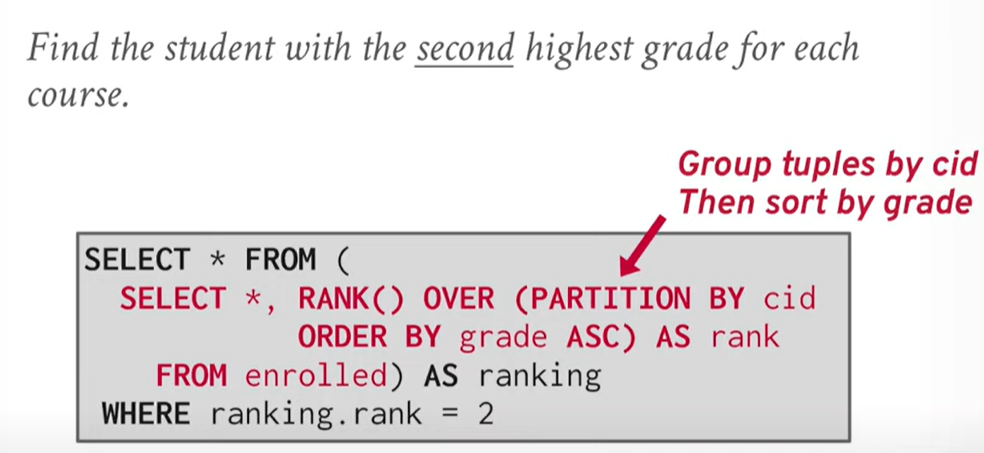 Find the student with the second highest grade for each
course.
Group tuples by cid
Then sort by grade
SELECT * FROM (
SELECT *, RANK() OVER (PARTITION BY cid
ORDER BY grade ASC) AS rank
FROM enrolled) AS ranking
WHERE ranking.rank = 2